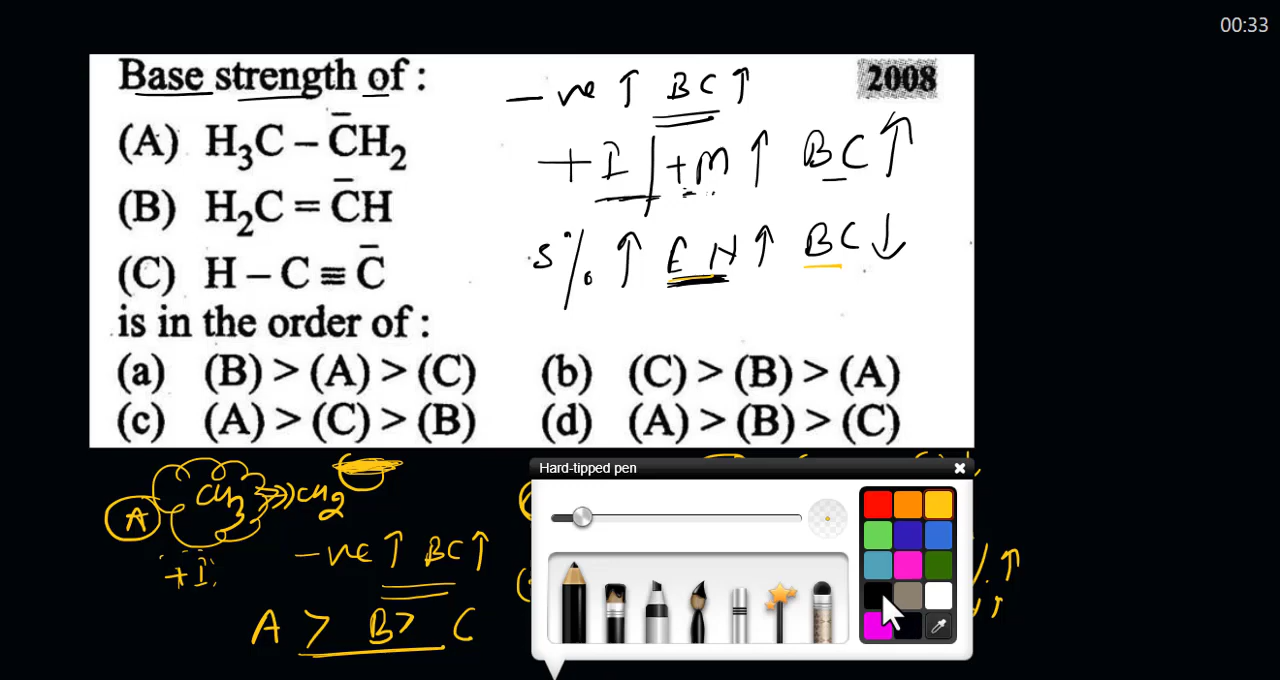 00:33
Base strength of :
2008
(A) H₃C – C̄H₂
(B) H₂C = C̄H
(C) H – C ≡ C̄
is in the order of :
(a) (B) > (A) > (C) (b) (C) > (B) > (A)
(c) (A) > (C) > (B) (d) (A) > (B) > (C)
–ve ↑ BC ↑
+I | +M ↑ BC ↑
s% ↑ EN ↑ BC ↓
A CH₃ CH₂
+I
–ve ↑ BC ↑
A > B > C
Hard-tipped pen